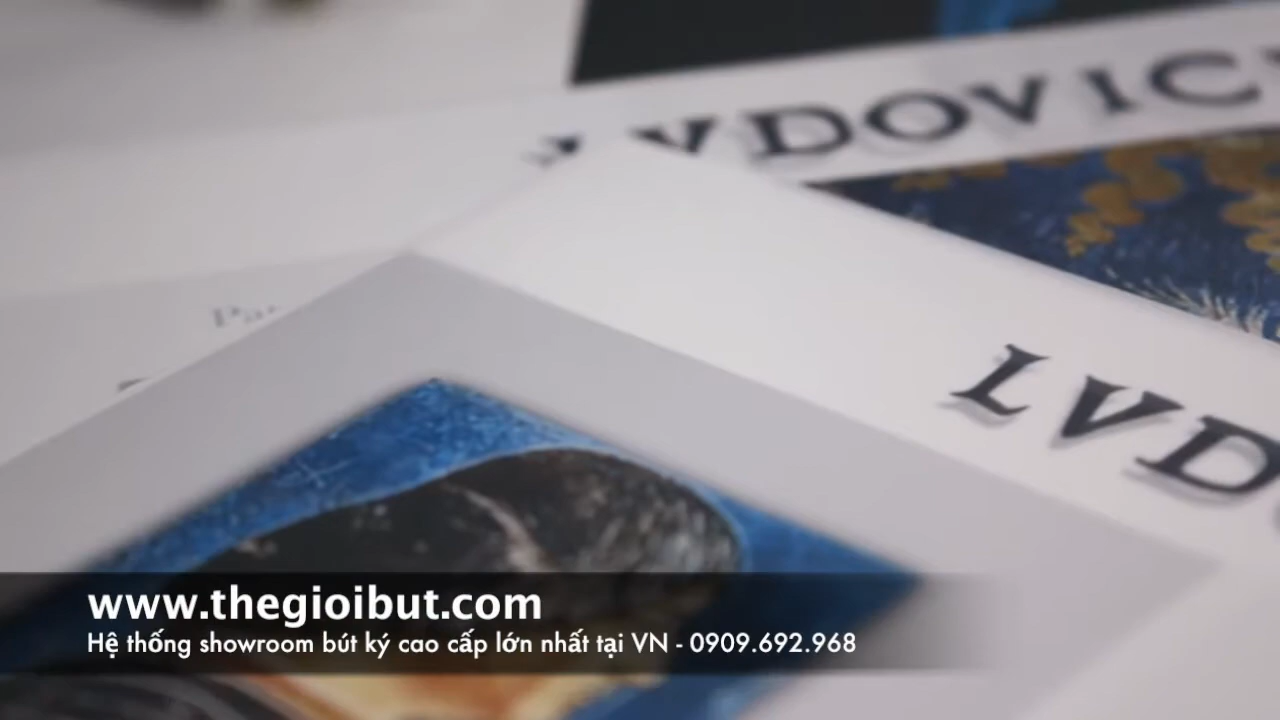 LVDOVIC
LVD
www.thegioibut.com
Hệ thống showroom bút ký cao cấp lớn nhất tại VN - 0909.692.968